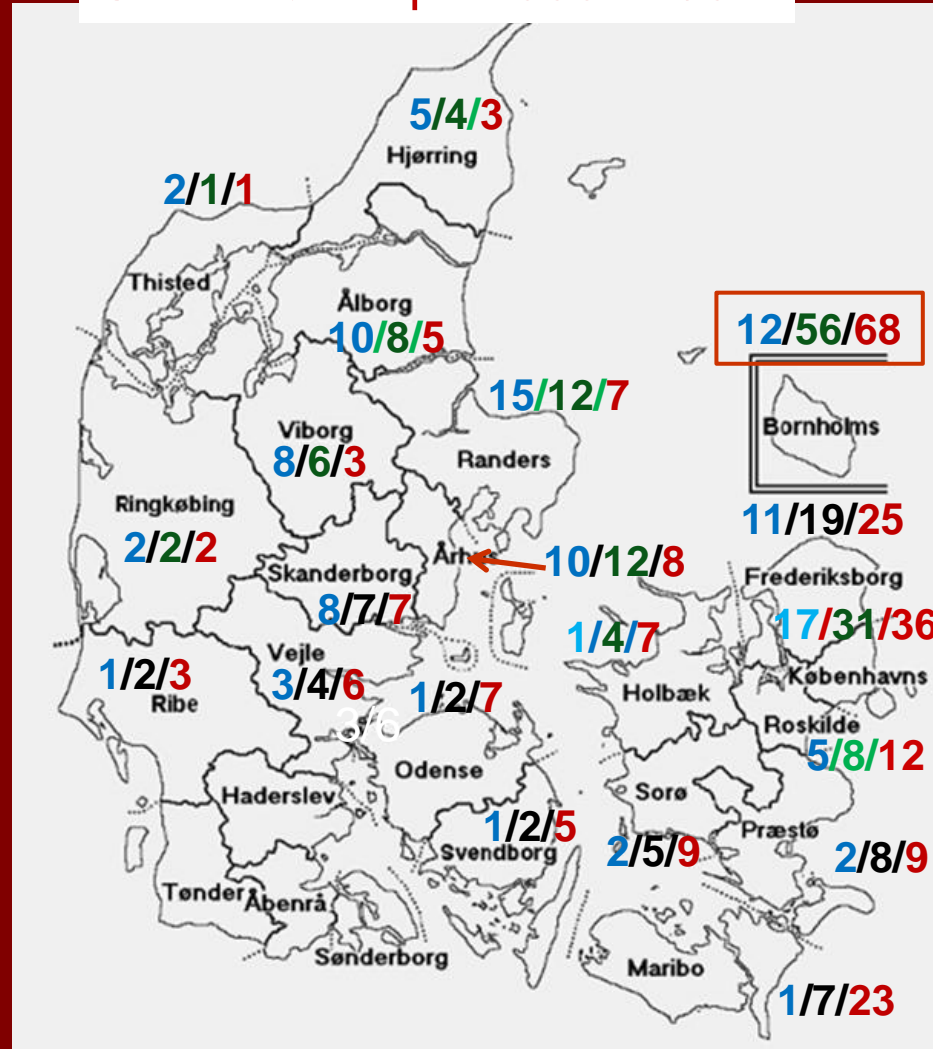 5/4/3
Hjørring
2/1/1
Thisted
Ålborg
10/8/5
12/56/68
15/12/7
Bornholms
Viborg
8/6/3
Randers
Ringkøbing
2/2/2
11/19/25
Århus
10/12/8
Skanderborg
8/7/7
Frederiksborg
1/4/7
17/31/36
Vejle
3/4/6
1/2/3
Ribe
1/2/7
Københavns
Holbæk
3/6
Roskilde
5/8/12
Odense
Haderslev
Sorø
1/2/5
Svendborg
Præstø
2/5/9
2/8/9
Tønder
Åbenrå
Sønderborg
Maribo
1/7/23